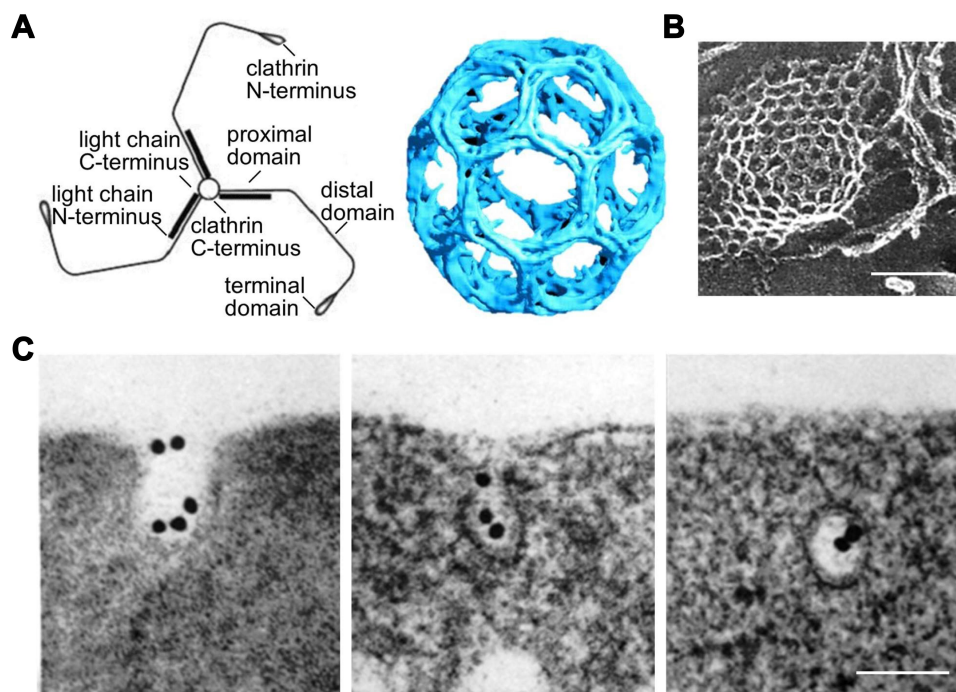 A
clathrin
N-terminus
light chain
C-terminus
proximal
domain
light chain
N-terminus
clathrin
C-terminus
distal
domain
terminal
domain
B
C